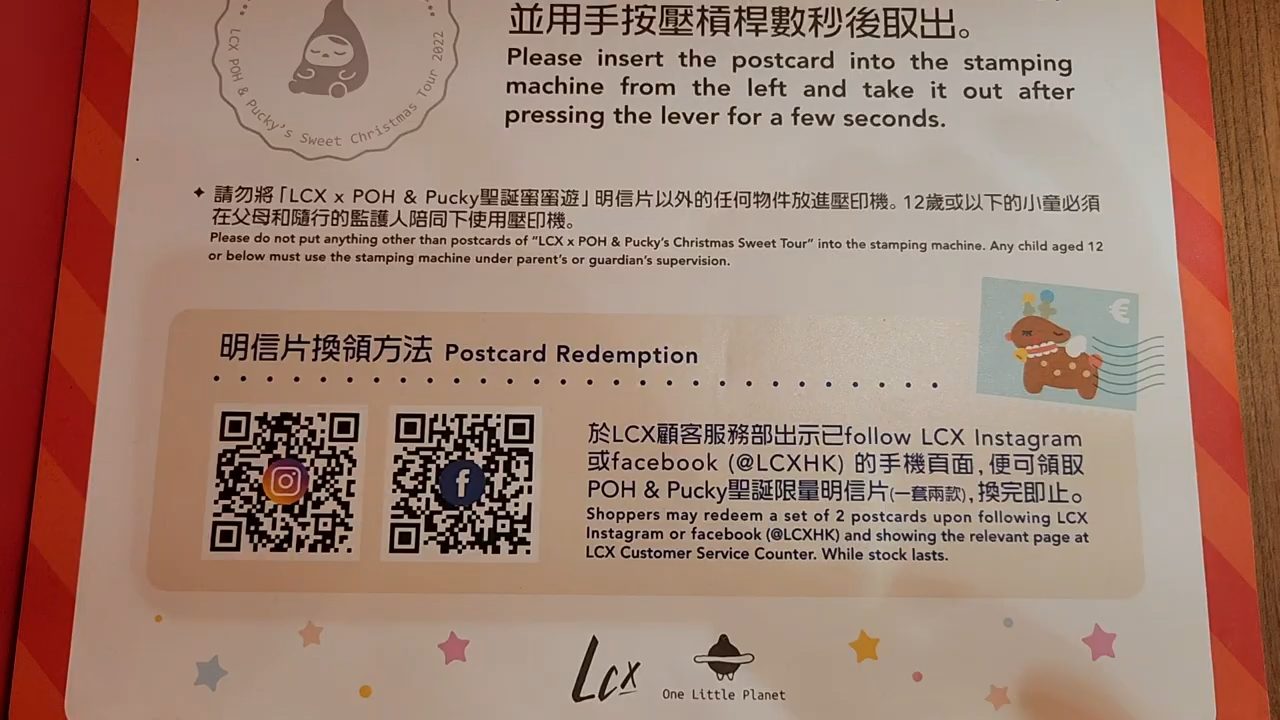 並用手按壓槓桿數秒後取出。
Please insert the postcard into the stamping
machine from the left and take it out after
pressing the lever for a few seconds.
LCX POH & Pucky's Sweet Christmas Tour 2022
✦ 請勿將「LCX x POH & Pucky聖誕蜜蜜遊」明信片以外的任何物件放進壓印機。12歲或以下的小童必須
在父母和隨行的監護人陪同下使用壓印機。
Please do not put anything other than postcards of "LCX x POH & Pucky's Christmas Sweet Tour" into the stamping machine. Any child aged 12
or below must use the stamping machine under parent's or guardian's supervision.
€
明信片換領方法 Postcard Redemption
於LCX顧客服務部出示已follow LCX Instagram
或facebook (@LCXHK) 的手機頁面,便可領取
POH & Pucky聖誕限量明信片(一套兩款),換完即止。
Shoppers may redeem a set of 2 postcards upon following LCX
Instagram or facebook (@LCXHK) and showing the relevant page at
LCX Customer Service Counter. While stock lasts.
f
LCX
One Little Planet